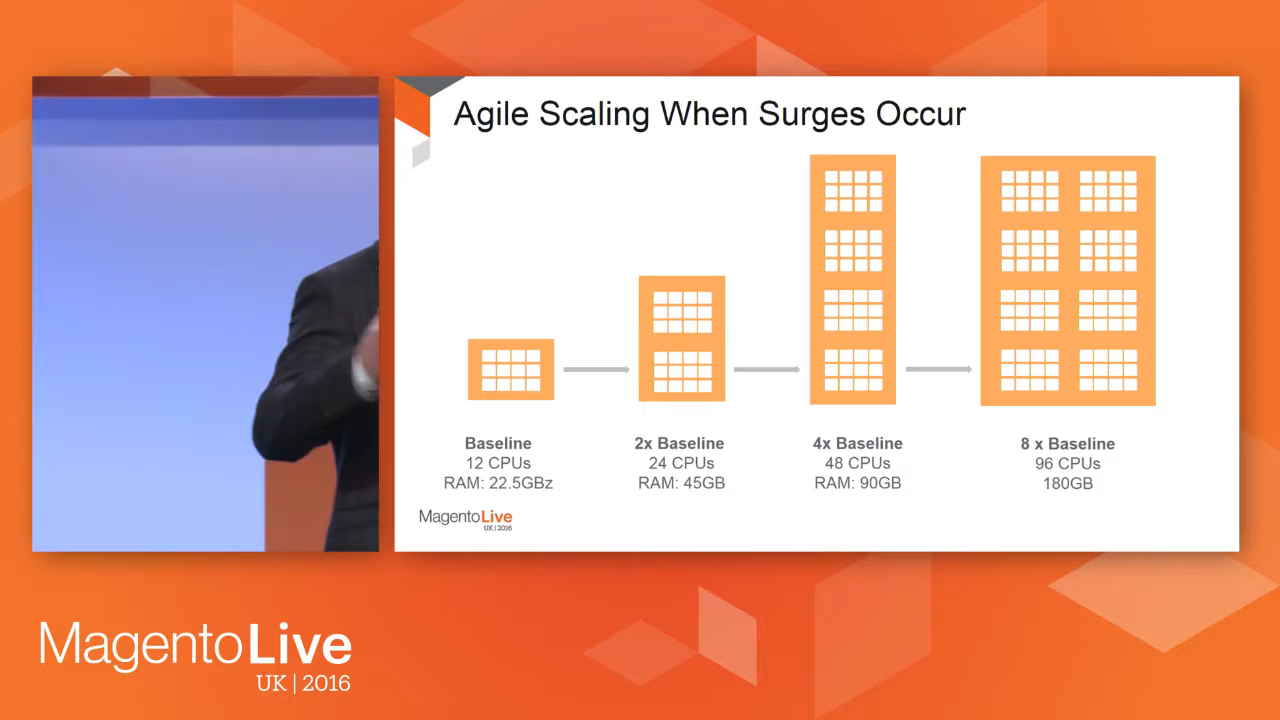 Agile Scaling When Surges Occur
Baseline
12 CPUs
RAM: 22.5GBz
2x Baseline
24 CPUs
RAM: 45GB
4x Baseline
48 CPUs
RAM: 90GB
8 x Baseline
96 CPUs
180GB
MagentoLive
UK | 2016
MagentoLive
UK | 2016